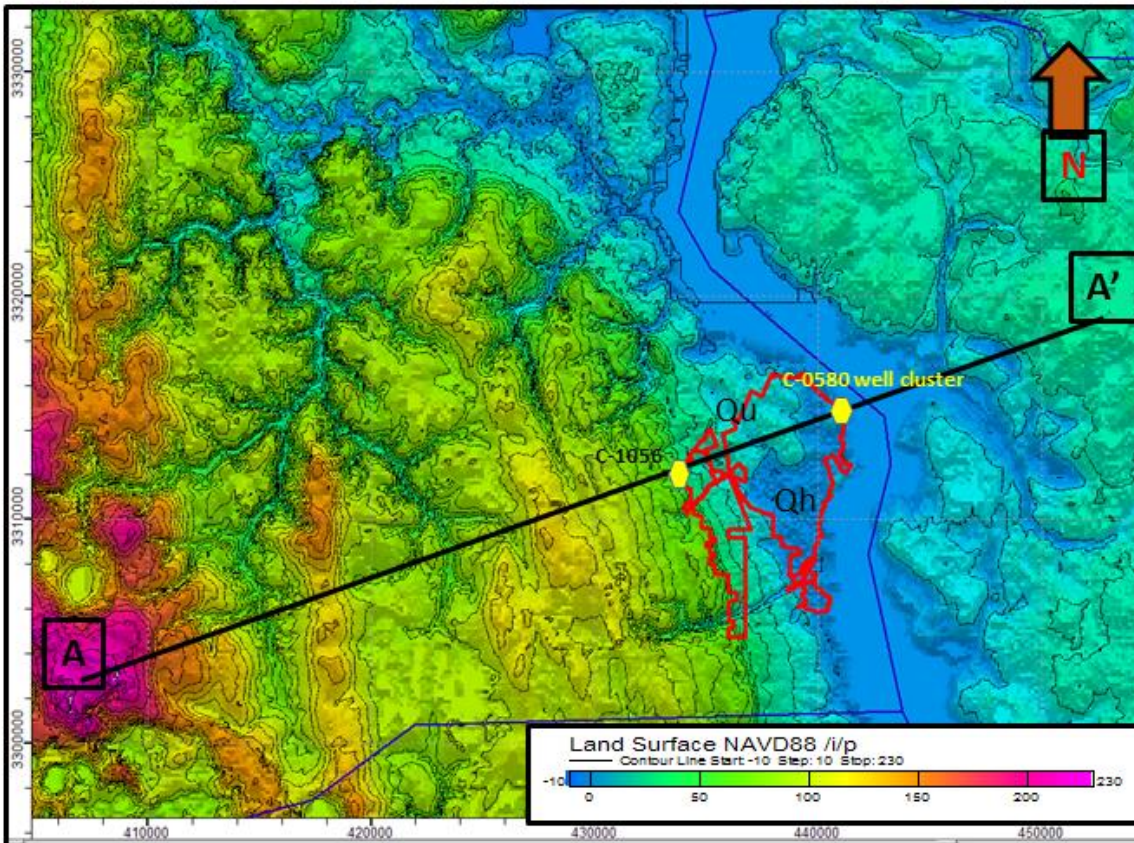 3330000
N
3320000
A'
C-0580 well cluster
Qu
C-1056
Qh
3310000
A
3300000
Land Surface NAVD88 /i/p
Contour Line Start: -10 Step: 10 Stop: 230
-10 230
0 50 100 150 200
410000 420000 430000 440000 450000